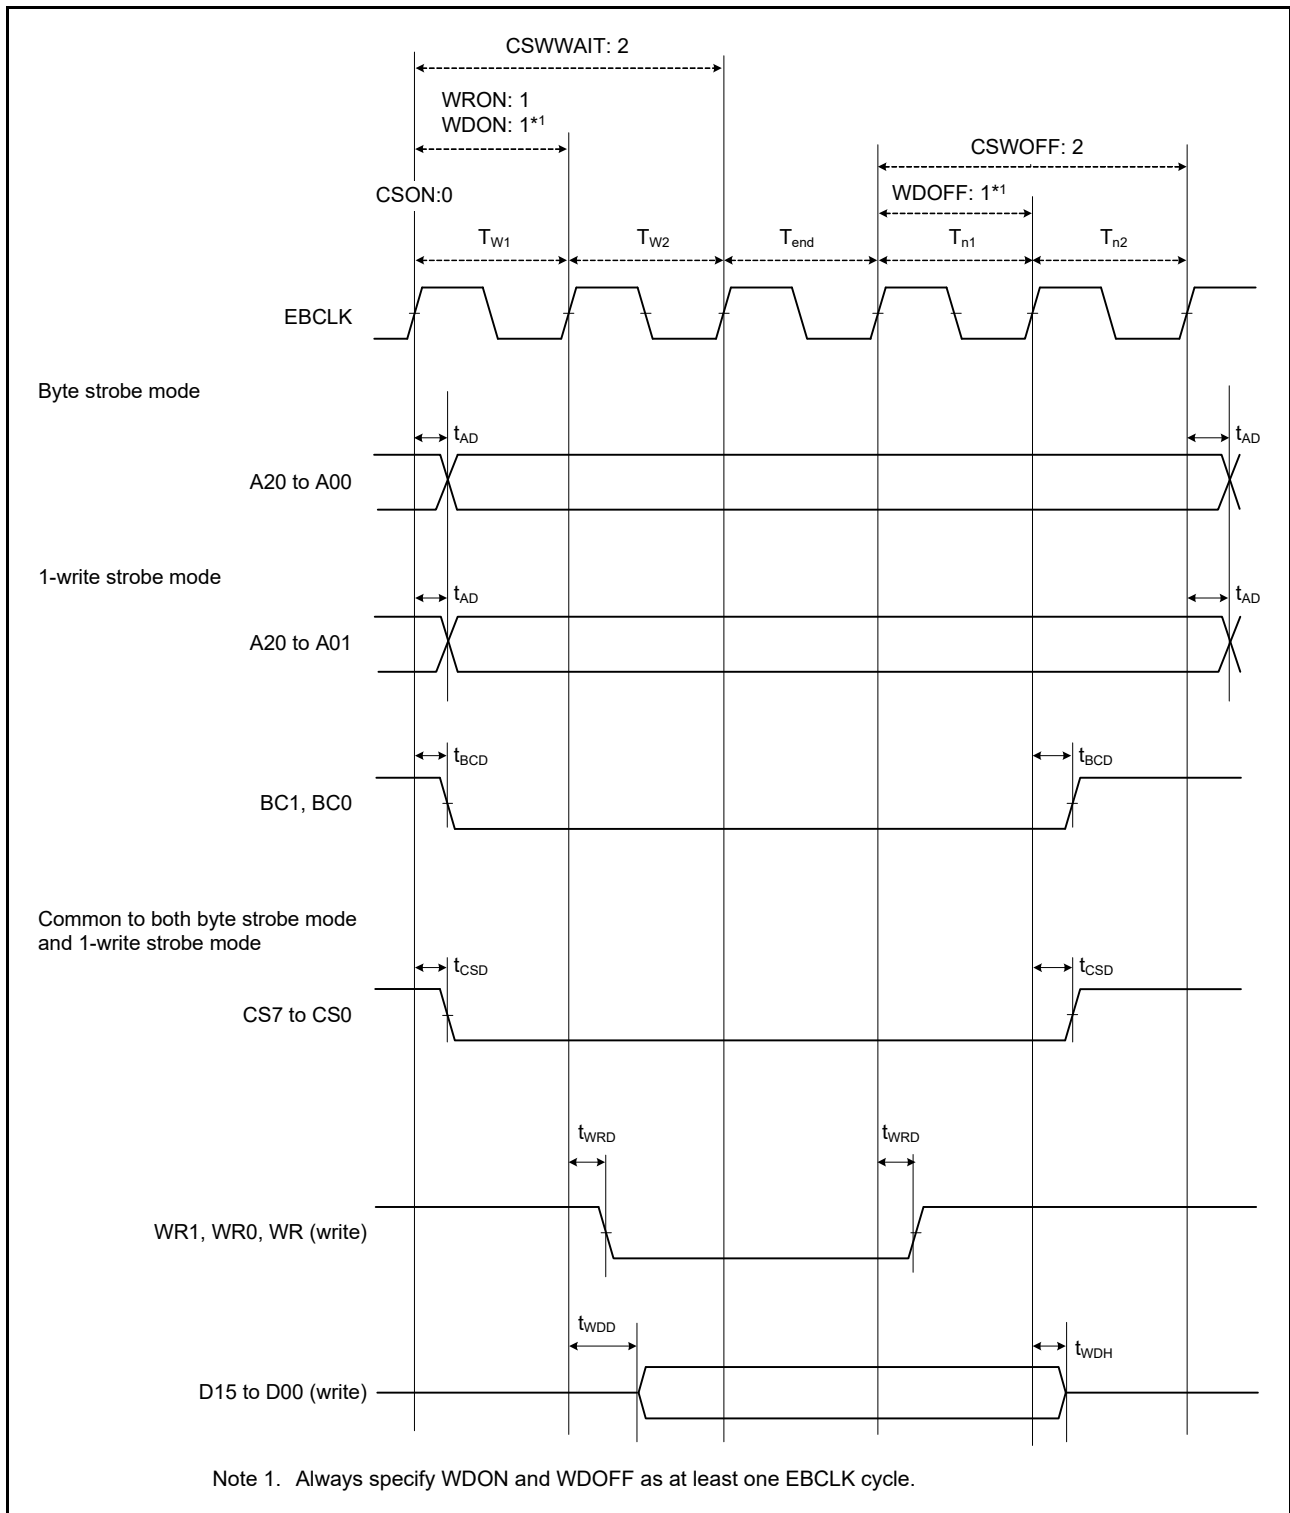 CSWWAIT: 2
WRON: 1
WDON: 1*1
CSWOFF: 2
CSON:0
WDOFF: 1*1
TW1 TW2 Tend Tn1 Tn2
EBCLK
Byte strobe mode
tAD tAD
A20 to A00
1-write strobe mode
tAD tAD
A20 to A01
tBCD tBCD
BC1, BC0
Common to both byte strobe mode
and 1-write strobe mode
tCSD tCSD
CS7 to CS0
tWRD tWRD
WR1, WR0, WR (write)
tWDD tWDH
D15 to D00 (write)
Note 1. Always specify WDON and WDOFF as at least one EBCLK cycle.